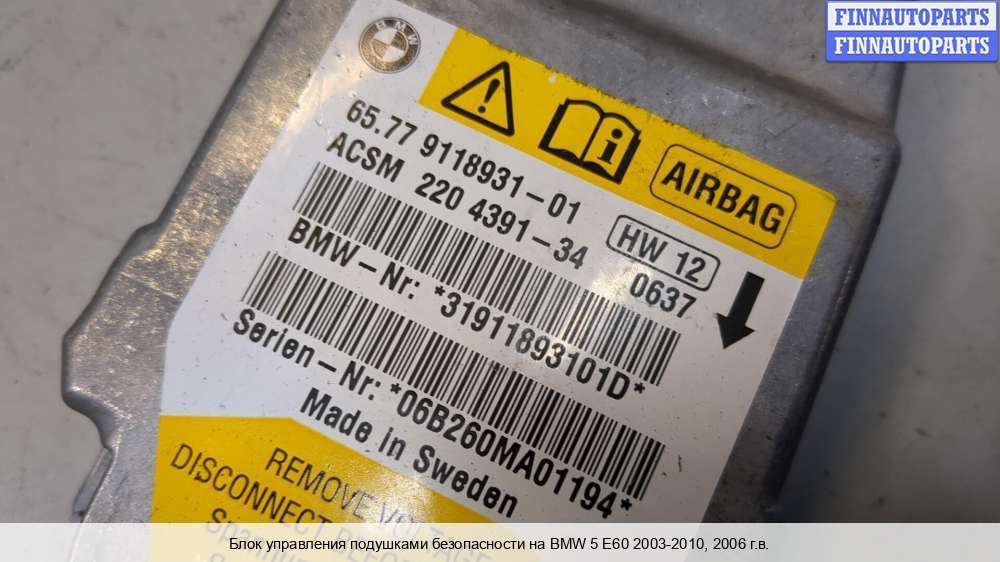 FINNAUTOPARTS
FINNAUTOPARTS
BMW
65.77 9118931-01
AIRBAG
ACSM 220 4391-34
HW 12
0637
BMW-Nr: *31911893101D*
Serien-Nr: *06B260MA01194*
Made in Sweden
REMOVE
DISCONNECT
Блок управления подушками безопасности на BMW 5 E60 2003-2010, 2006 г.в.